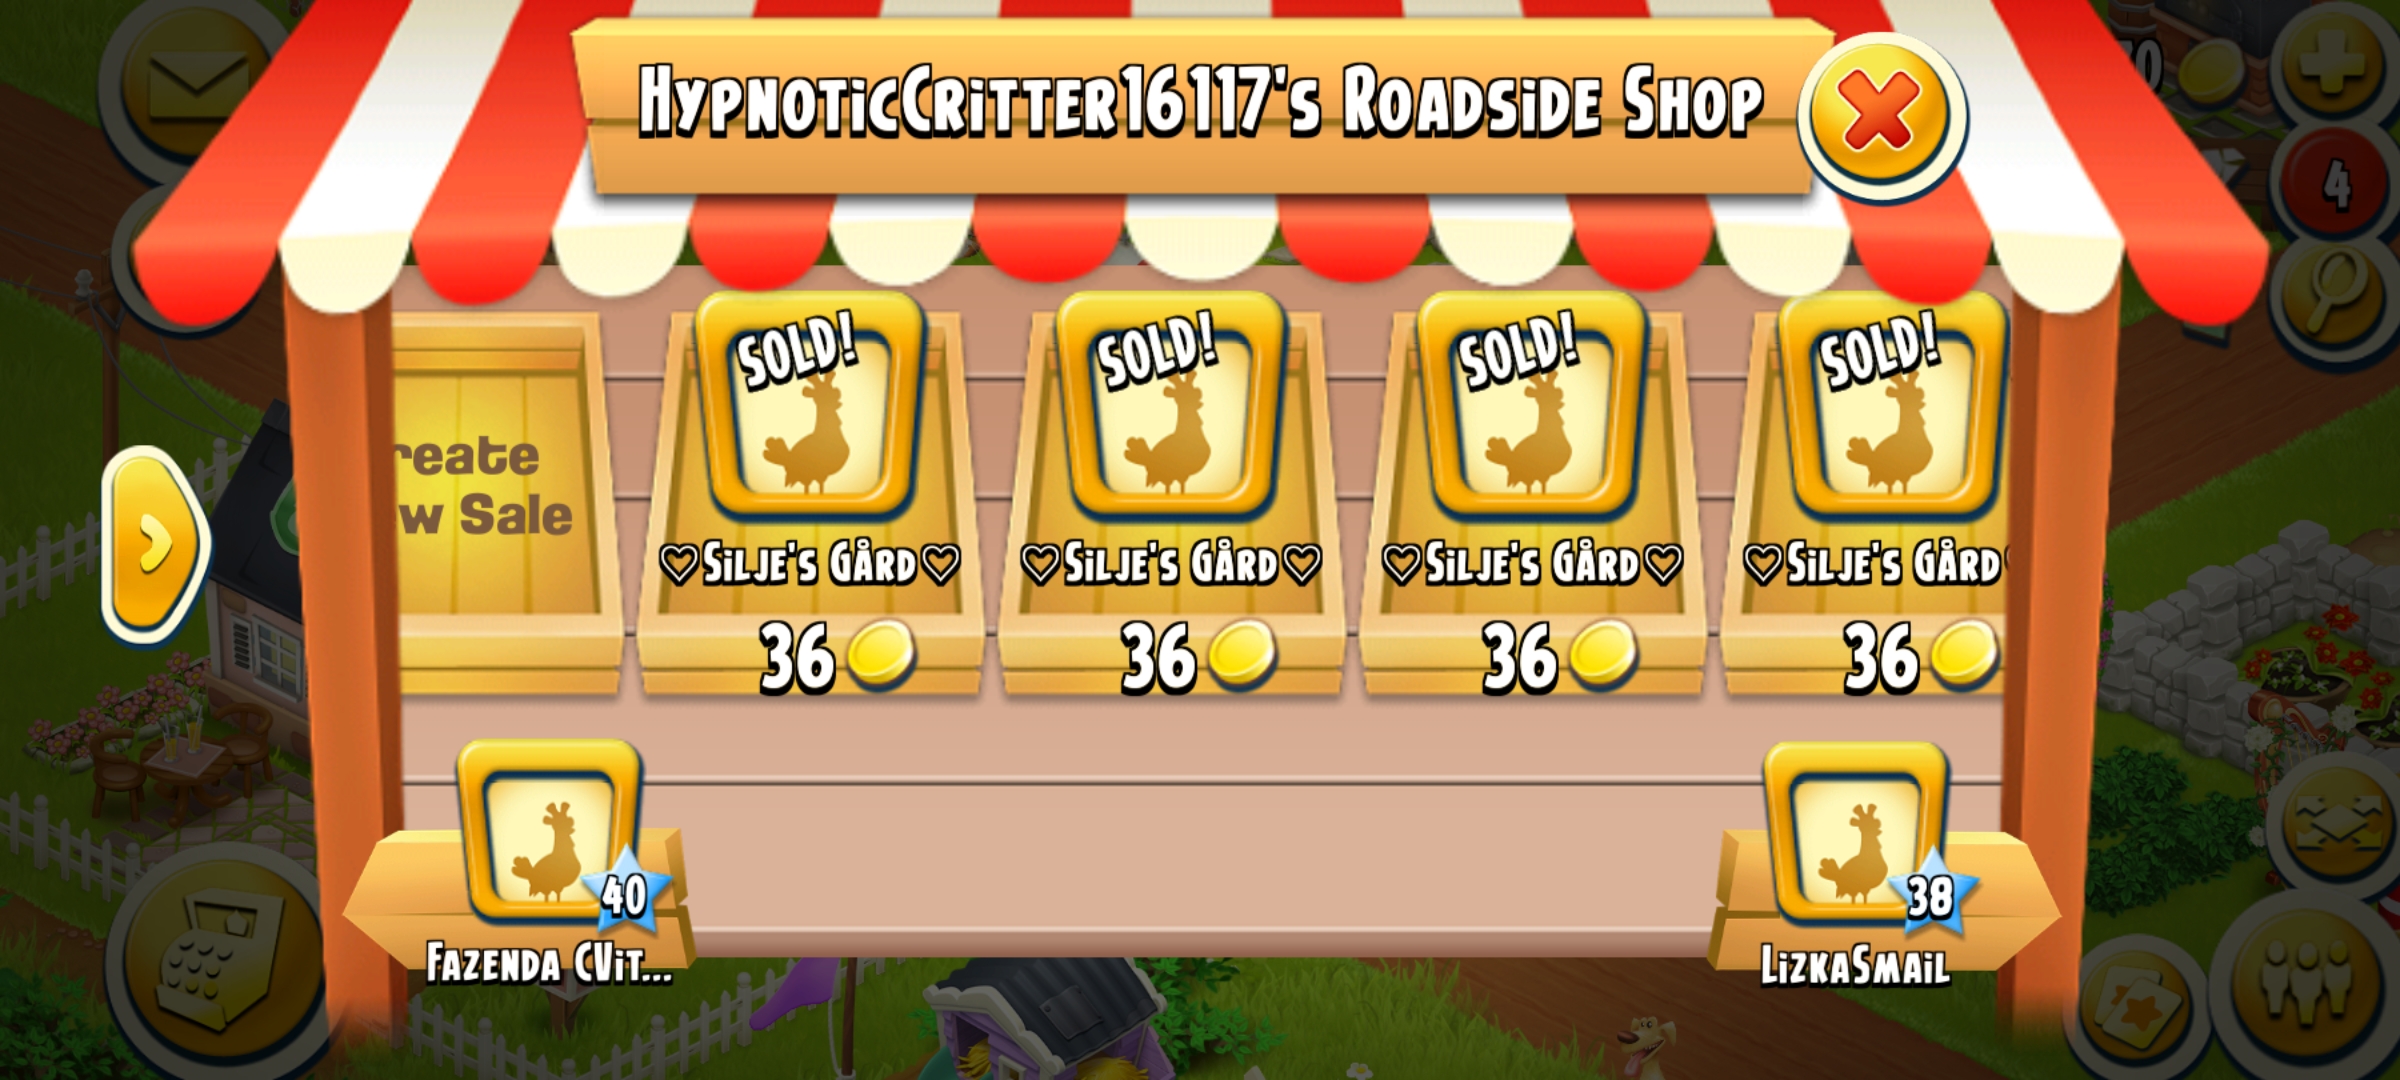 HypnoticCritter16117's Roadside Shop
4
reate
w Sale
SOLD!
♡Silje's Gård♡
36
SOLD!
♡Silje's Gård♡
36
SOLD!
♡Silje's Gård♡
36
SOLD!
♡Silje's Gård
36
40
Fazenda CVit...
38
LizkaSmail